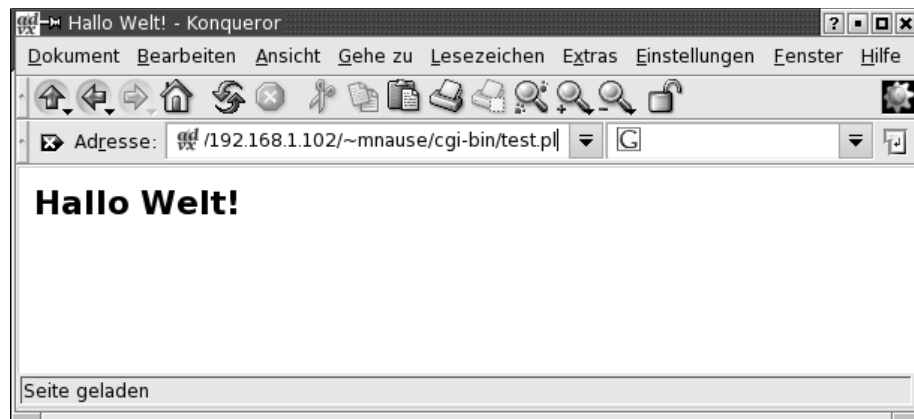 Hallo Welt! - Konqueror
Dokument Bearbeiten Ansicht Gehe zu Lesezeichen Extras Einstellungen Fenster Hilfe
Adresse: /192.168.1.102/~mnause/cgi-bin/test.pl G
Hallo Welt!
Seite geladen